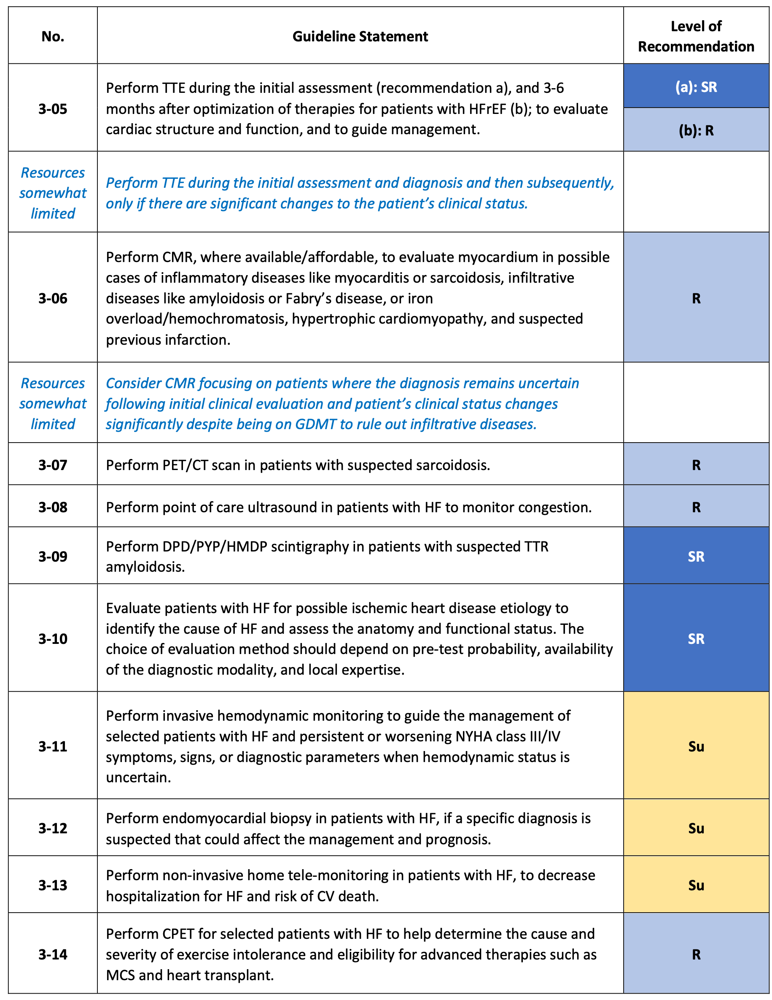 No.
Guideline Statement
Level of
Recommendation
3-05
Perform TTE during the initial assessment (recommendation a), and 3-6
months after optimization of therapies for patients with HFrEF (b); to evaluate
cardiac structure and function, and to guide management.
(a): SR
(b): R
Resources
somewhat
limited
Perform TTE during the initial assessment and diagnosis and then subsequently,
only if there are significant changes to the patient’s clinical status.
3-06
Perform CMR, where available/affordable, to evaluate myocardium in possible
cases of inflammatory diseases like myocarditis or sarcoidosis, infiltrative
diseases like amyloidosis or Fabry’s disease, or iron
overload/hemochromatosis, hypertrophic cardiomyopathy, and suspected
previous infarction.
R
Resources
somewhat
limited
Consider CMR focusing on patients where the diagnosis remains uncertain
following initial clinical evaluation and patient’s clinical status changes
significantly despite being on GDMT to rule out infiltrative diseases.
3-07
Perform PET/CT scan in patients with suspected sarcoidosis.
R
3-08
Perform point of care ultrasound in patients with HF to monitor congestion.
R
3-09
Perform DPD/PYP/HMDP scintigraphy in patients with suspected TTR
amyloidosis.
SR
3-10
Evaluate patients with HF for possible ischemic heart disease etiology to
identify the cause of HF and assess the anatomy and functional status. The
choice of evaluation method should depend on pre-test probability, availability
of the diagnostic modality, and local expertise.
SR
3-11
Perform invasive hemodynamic monitoring to guide the management of
selected patients with HF and persistent or worsening NYHA class III/IV
symptoms, signs, or diagnostic parameters when hemodynamic status is
uncertain.
Su
3-12
Perform endomyocardial biopsy in patients with HF, if a specific diagnosis is
suspected that could affect the management and prognosis.
Su
3-13
Perform non-invasive home tele-monitoring in patients with HF, to decrease
hospitalization for HF and risk of CV death.
Su
3-14
Perform CPET for selected patients with HF to help determine the cause and
severity of exercise intolerance and eligibility for advanced therapies such as
MCS and heart transplant.
R